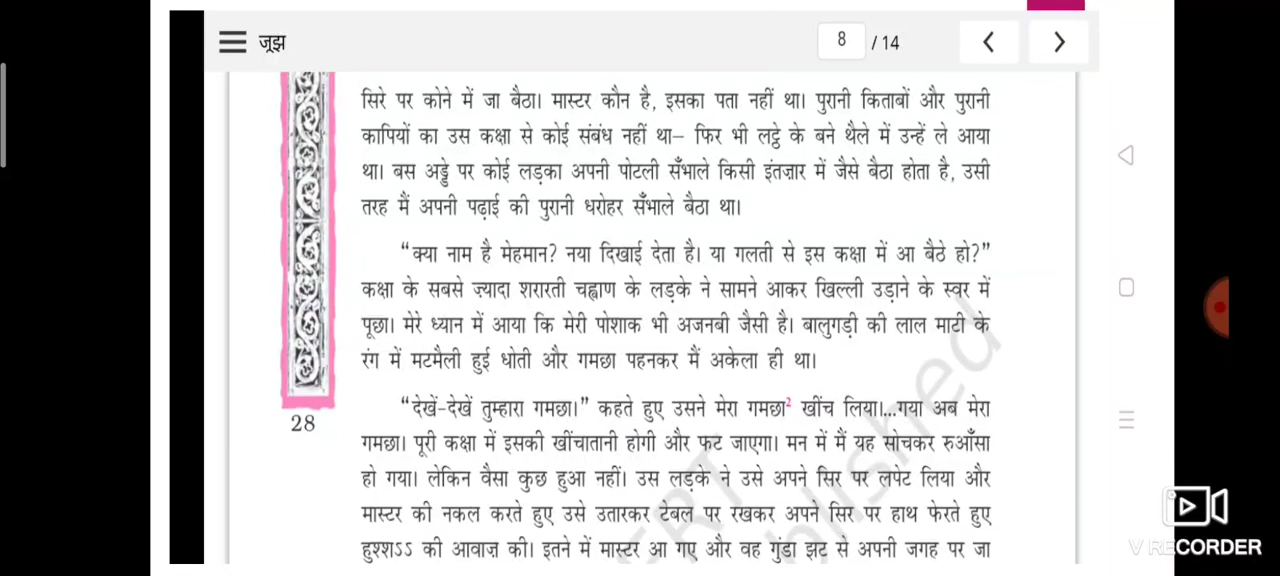 जूझ
8 / 14
सिरे पर कोने में जा बैठा। मास्टर कौन है, इसका पता नहीं था। पुरानी किताबों और पुरानी
कापियों का उस कक्षा से कोई संबंध नहीं था– फिर भी लट्ठे के बने थैले में उन्हें ले आया
था। बस अड्डे पर कोई लड़का अपनी पोटली सँभाले किसी इंतज़ार में जैसे बैठा होता है, उसी
तरह मैं अपनी पढ़ाई की पुरानी धरोहर सँभाले बैठा था।
“क्या नाम है मेहमान? नया दिखाई देता है। या गलती से इस कक्षा में आ बैठे हो?”
कक्षा के सबसे ज़्यादा शरारती चह्वाण के लड़के ने सामने आकर खिल्ली उड़ाने के स्वर में
पूछा। मेरे ध्यान में आया कि मेरी पोशाक भी अजनबी जैसी है। बालुगड़ी की लाल माटी के
रंग में मटमैली हुई धोती और गमछा पहनकर मैं अकेला ही था।
“देखें-देखें तुम्हारा गमछा।” कहते हुए उसने मेरा गमछा² खींच लिया।...गया अब मेरा
गमछा। पूरी कक्षा में इसकी खींचातानी होगी और फट जाएगा। मन में मैं यह सोचकर रुआँसा
28
हो गया। लेकिन वैसा कुछ हुआ नहीं। उस लड़के ने उसे अपने सिर पर लपेट लिया और
मास्टर की नकल करते हुए उसे उतारकर टेबल पर रखकर अपने सिर पर हाथ फेरते हुए
हुश्शऽऽ की आवाज़ की। इतने में मास्टर आ गए और वह गुंडा झट से अपनी जगह पर जा
V RECORDER